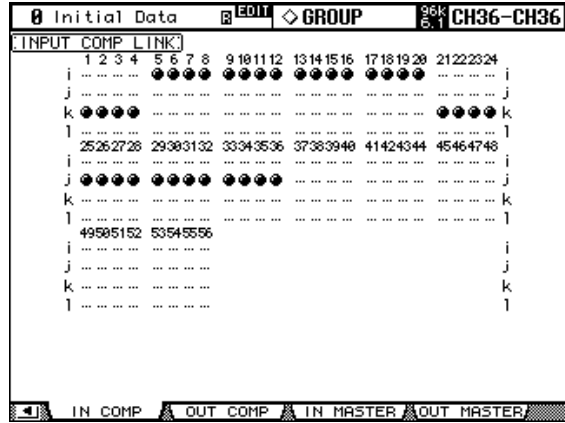 0 Initial Data R EDIT ◇ GROUP 96K 5.1 CH36-CH36
INPUT COMP LINK
1 2 3 4 5 6 7 8 9 10 11 12 13 14 15 16 17 18 19 20 21 22 23 24
i i
j j
k k
l l
25 26 27 28 29 30 31 32 33 34 35 36 37 38 39 40 41 42 43 44 45 46 47 48
i i
j j
k k
l l
49 50 51 52 53 54 55 56
i i
j j
k k
l l
IN COMP OUT COMP IN MASTER OUT MASTER